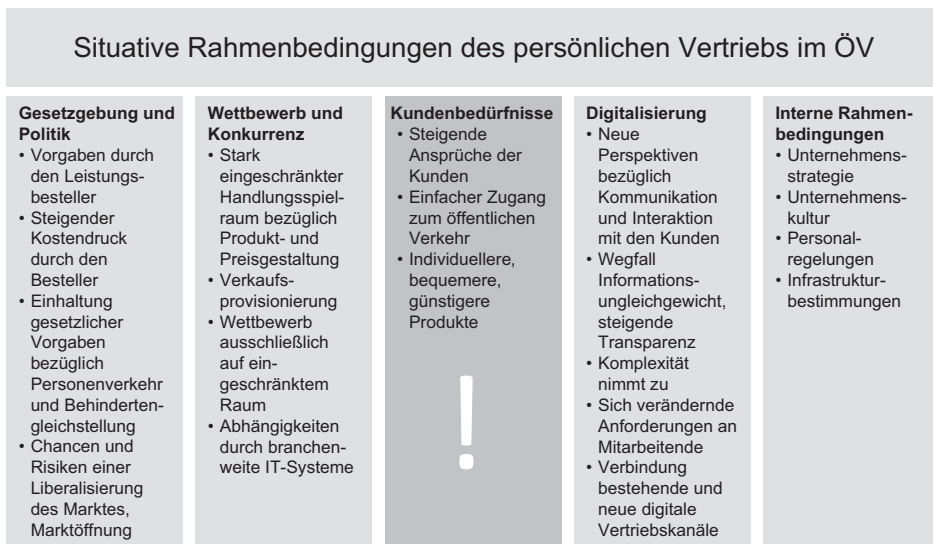 Situative Rahmenbedingungen des persönlichen Vertriebs im ÖV
Gesetzgebung und
Politik
• Vorgaben durch
den Leistungs-
besteller
• Steigender
Kostendruck
durch den
Besteller
• Einhaltung
gesetzlicher
Vorgaben
bezüglich
Personenverkehr
und Behinderten-
gleichstellung
• Chancen und
Risiken einer
Liberalisierung
des Marktes,
Marktöffnung
Wettbewerb und
Konkurrenz
• Stark
eingeschränkter
Handlungsspiel-
raum bezüglich
Produkt- und
Preisgestaltung
• Verkaufs-
provisionierung
• Wettbewerb
ausschließlich
auf ein-
geschränktem
Raum
• Abhängigkeiten
durch branchen-
weite IT-Systeme
Kundenbedürfnisse
• Steigende
Ansprüche der
Kunden
• Einfacher Zugang
zum öffentlichen
Verkehr
• Individuellere,
bequemere,
günstigere
Produkte
!
Digitalisierung
• Neue
Perspektiven
bezüglich
Kommunikation
und Interaktion
mit den Kunden
• Wegfall
Informations-
ungleichgewicht,
steigende
Transparenz
• Komplexität
nimmt zu
• Sich verändernde
Anforderungen an
Mitarbeitende
• Verbindung
bestehende und
neue digitale
Vertriebskanäle
Interne Rahmen-
bedingungen
• Unternehmens-
strategie
• Unternehmens-
kultur
• Personal-
regelungen
• Infrastruktur-
bestimmungen